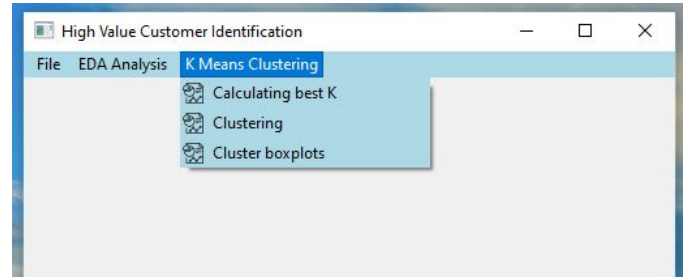 High Value Customer Identification
File EDA Analysis K Means Clustering
Calculating best K
Clustering
Cluster boxplots